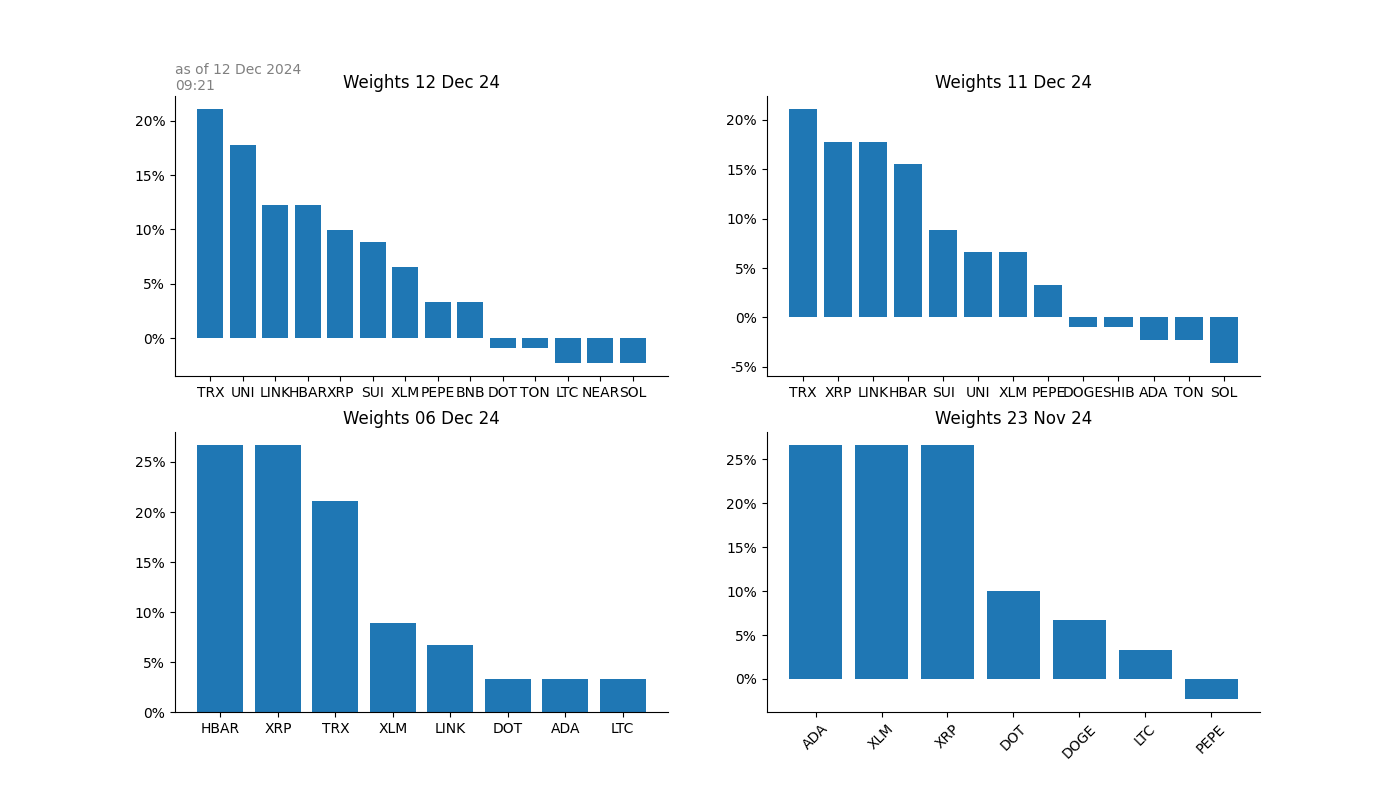 as of 12 Dec 2024
09:21
Weights 12 Dec 24
20%
15%
10%
5%
0%
TRX UNI LINK HBAR XRP SUI XLM PEPE BNB DOT TON LTC NEAR SOL
Weights 11 Dec 24
20%
15%
10%
5%
0%
-5%
TRX XRP LINK HBAR SUI UNI XLM PEPE DOGE SHIB ADA TON SOL
Weights 06 Dec 24
25%
20%
15%
10%
5%
0%
HBAR XRP TRX XLM LINK DOT ADA LTC
Weights 23 Nov 24
25%
20%
15%
10%
5%
0%
ADA XLM XRP DOT DOGE LTC PEPE